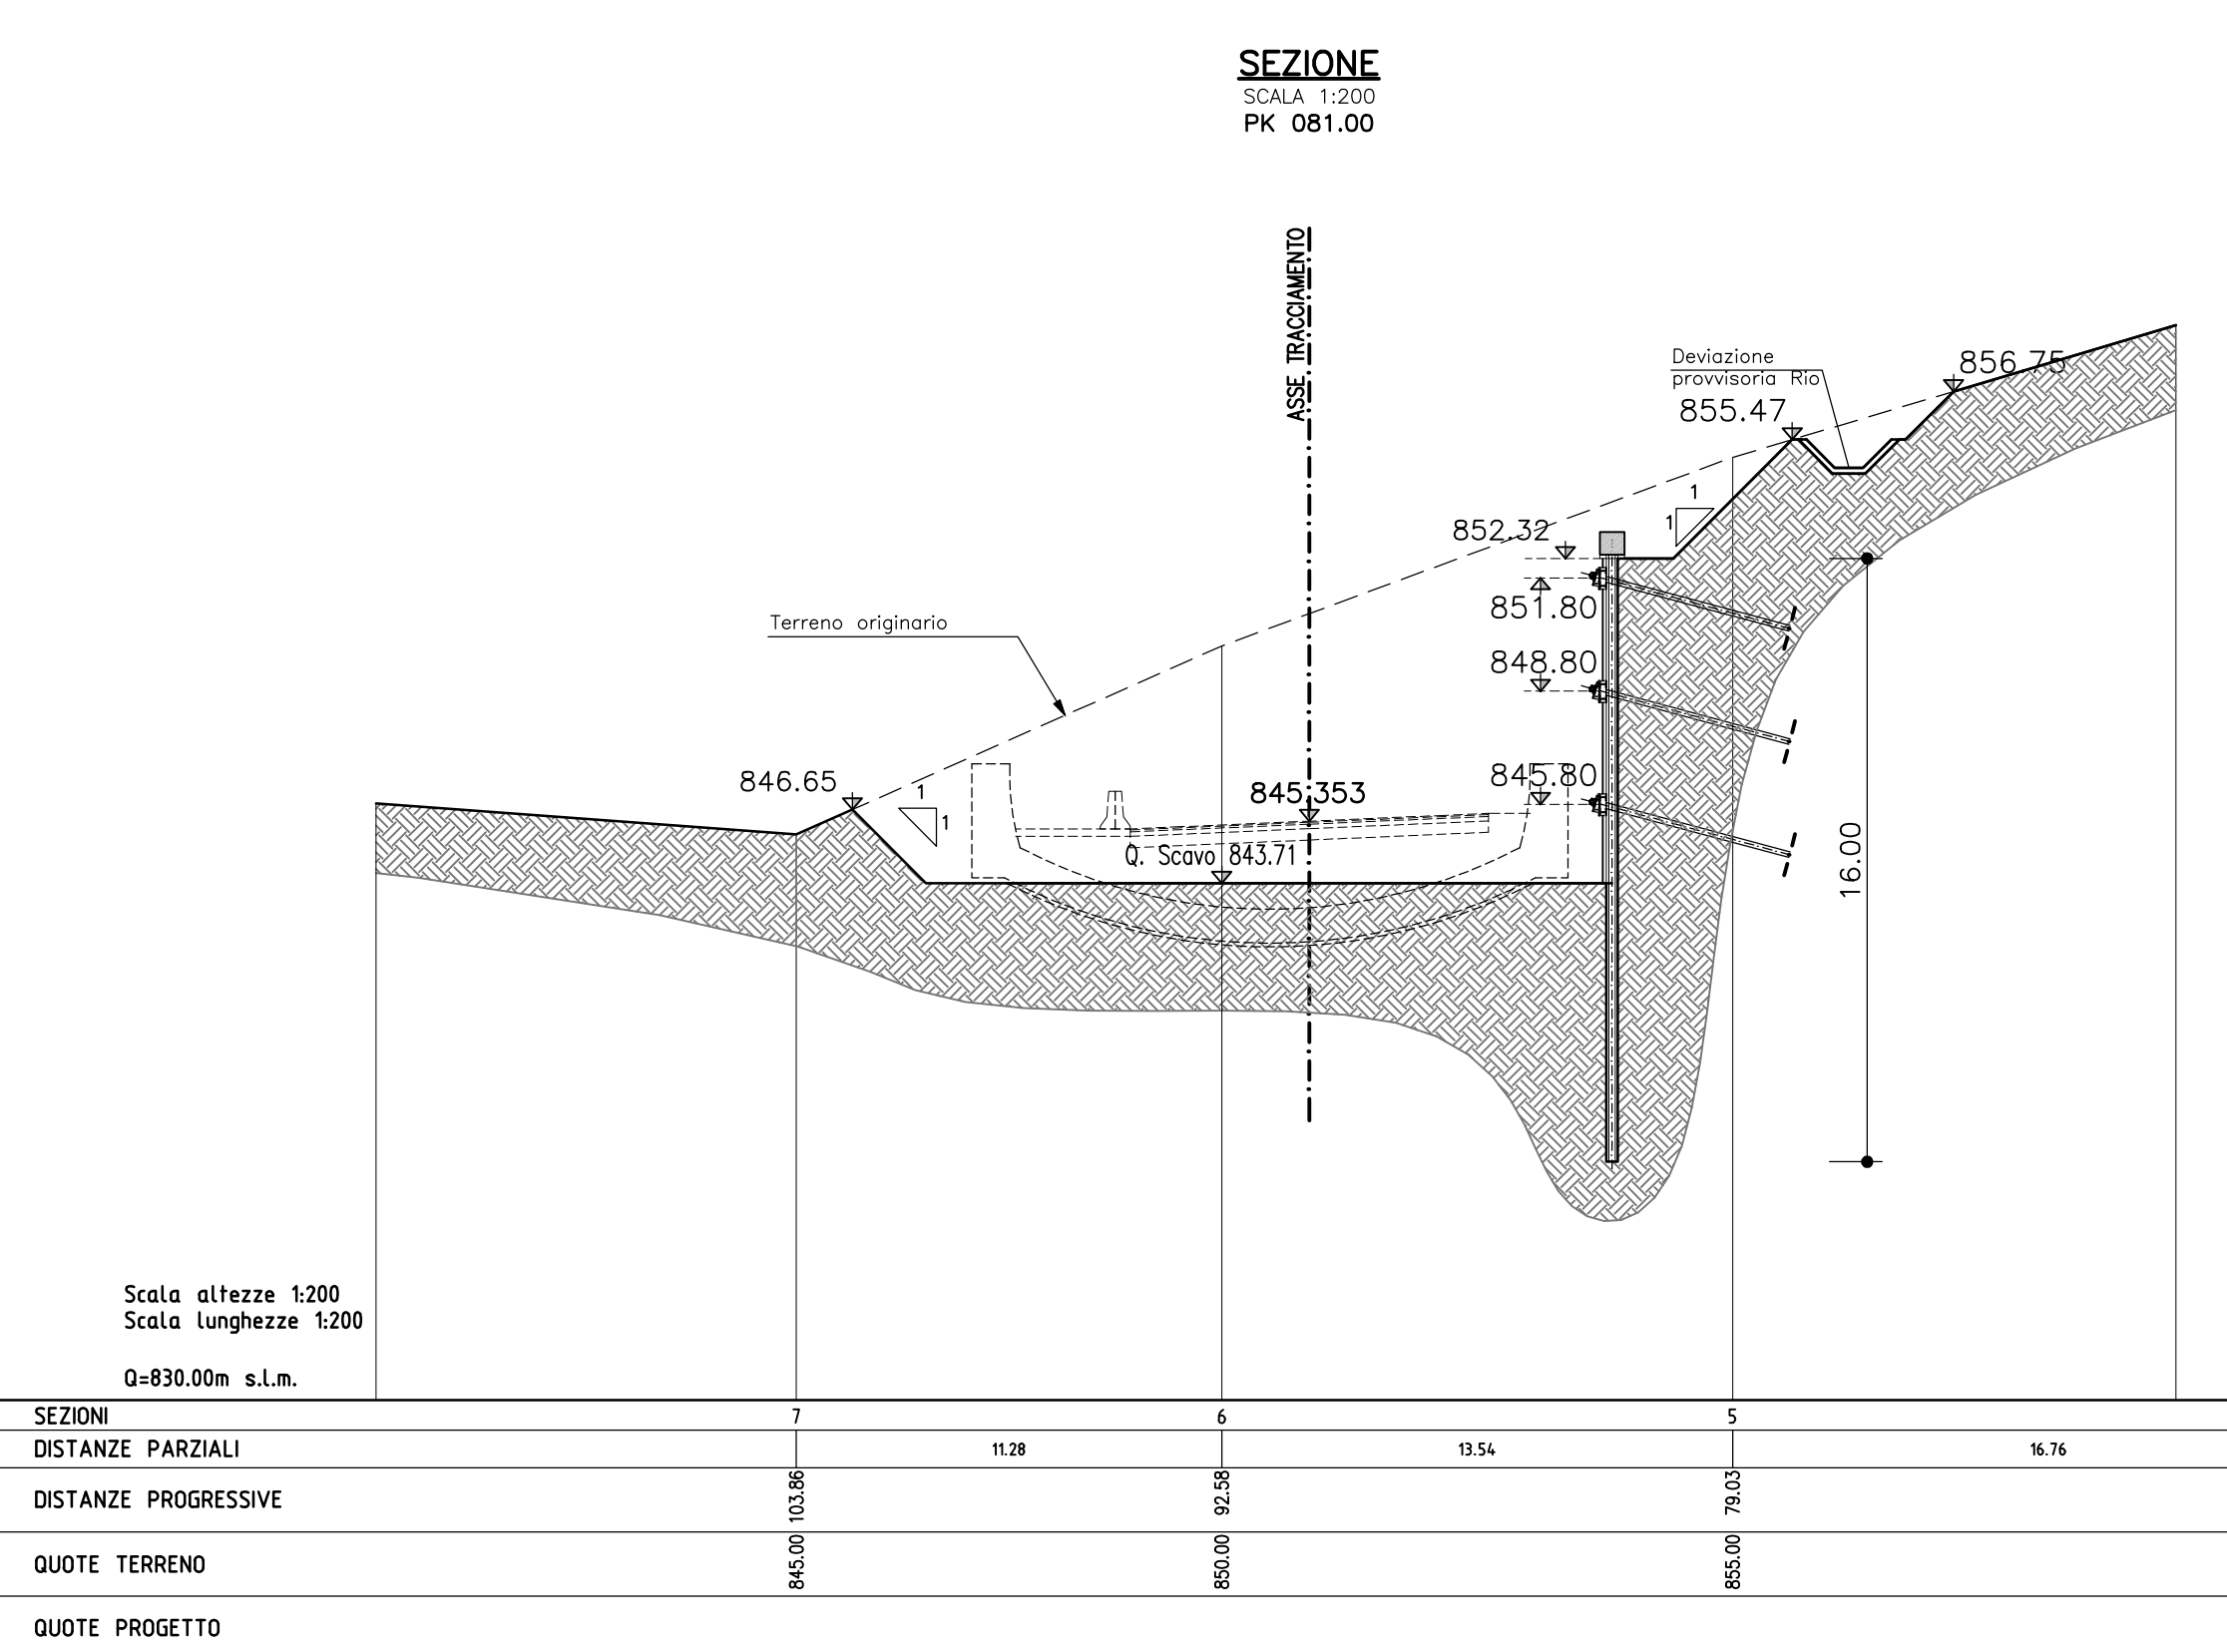 SEZIONE
SCALA 1:200
PK 081.00
ASSE TRACCIAMENTO
Deviazione
provvisoria Rio
856.75
855.47
1
1
852.32
851.80
848.80
845.80
Terreno originario
846.65
1
1
845.353
Q. Scavo 843.71
16.00
Scala altezze 1:200
Scala lunghezze 1:200
Q=830.00m s.l.m.
SEZIONI 7 6 5
DISTANZE PARZIALI 11.28 13.54 16.76
DISTANZE PROGRESSIVE 103.86 92.58 79.03
QUOTE TERRENO 845.00 850.00 855.00
QUOTE PROGETTO